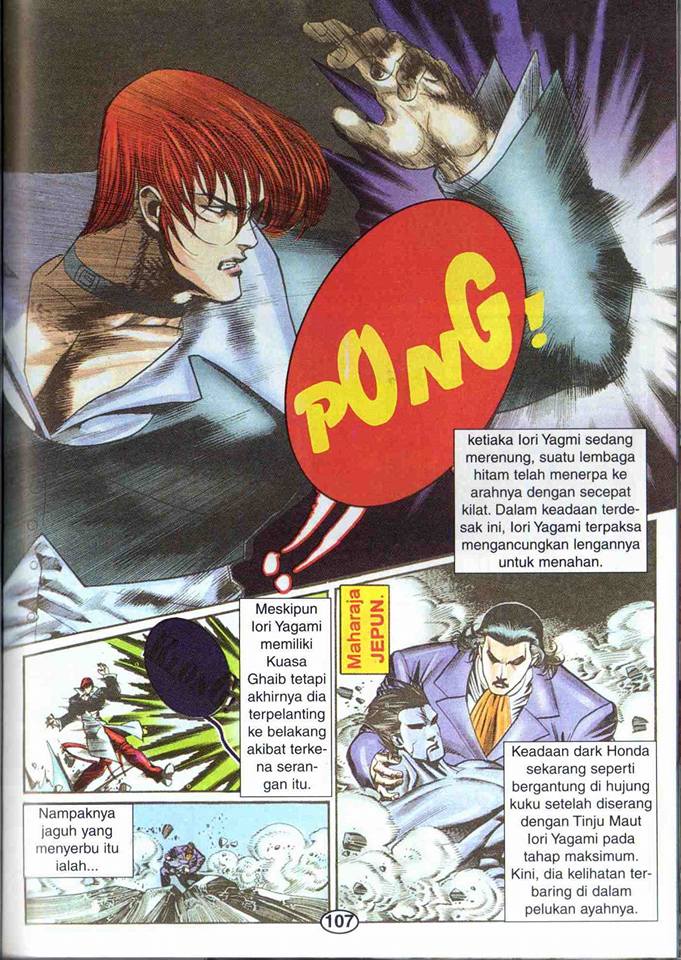 PONG!
ketiaka Iori Yagmi sedang
merenung, suatu lembaga
hitam telah menerpa ke
arahnya dengan secepat
kilat. Dalam keadaan terde-
sak ini, Iori Yagami terpaksa
mengancungkan lengannya
untuk menahan.
Meskipun
Iori Yagami
memiliki
Kuasa
Ghaib tetapi
akhirnya dia
terpelanting
ke belakang
akibat terke-
na seran-
gan itu.
Nampaknya
jaguh yang
menyerbu itu
ialah...
Maharaja
JEPUN.
Keadaan dark Honda
sekarang seperti
bergantung di hujung
kuku setelah diserang
dengan Tinju Maut
Iori Yagami pada
tahap maksimum.
Kini, dia kelihatan ter-
baring di dalam
pelukan ayahnya.
107